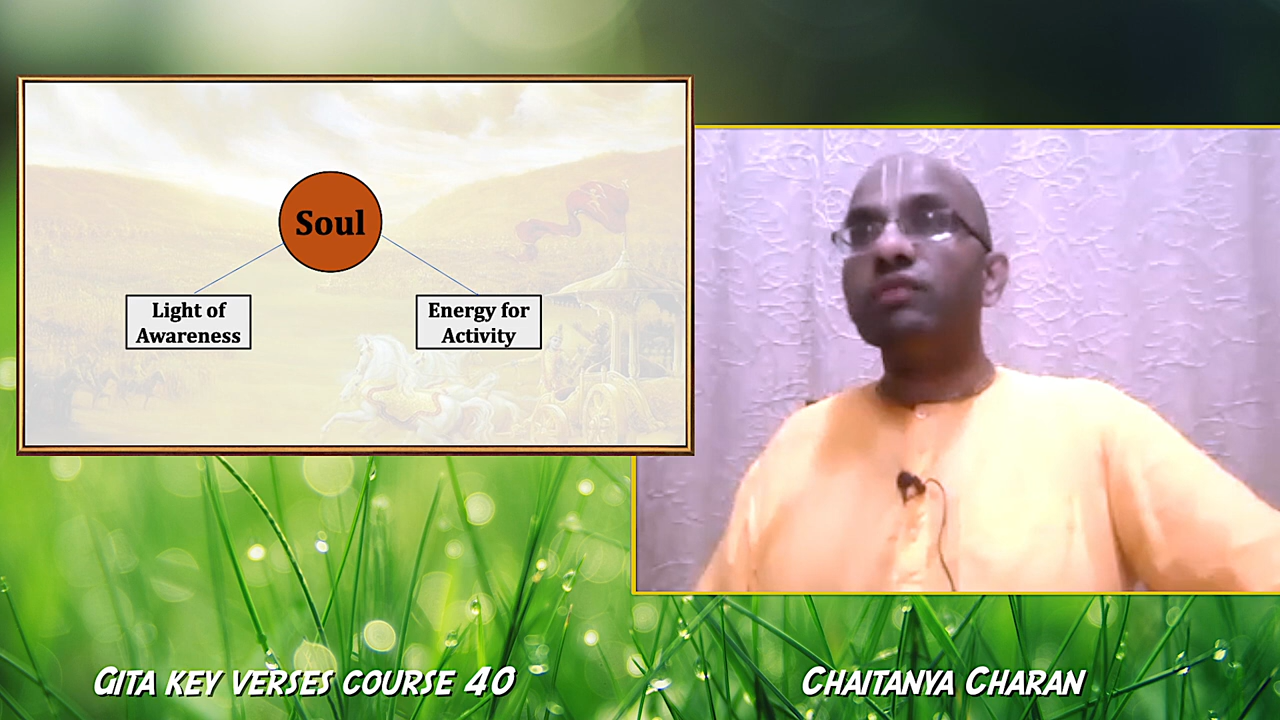 Soul
Light of
Awareness
Energy for
Activity
Gita key verses course 40
Chaitanya Charan